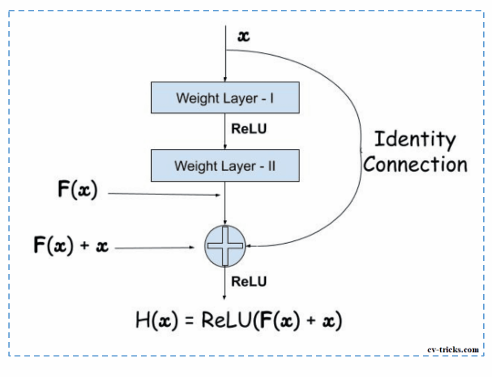 x
Weight Layer - I
ReLU
Identity
Connection
Weight Layer - II
F(x)
F(x) + x
ReLU
H(x) = ReLU(F(x) + x)
cv-tricks.com